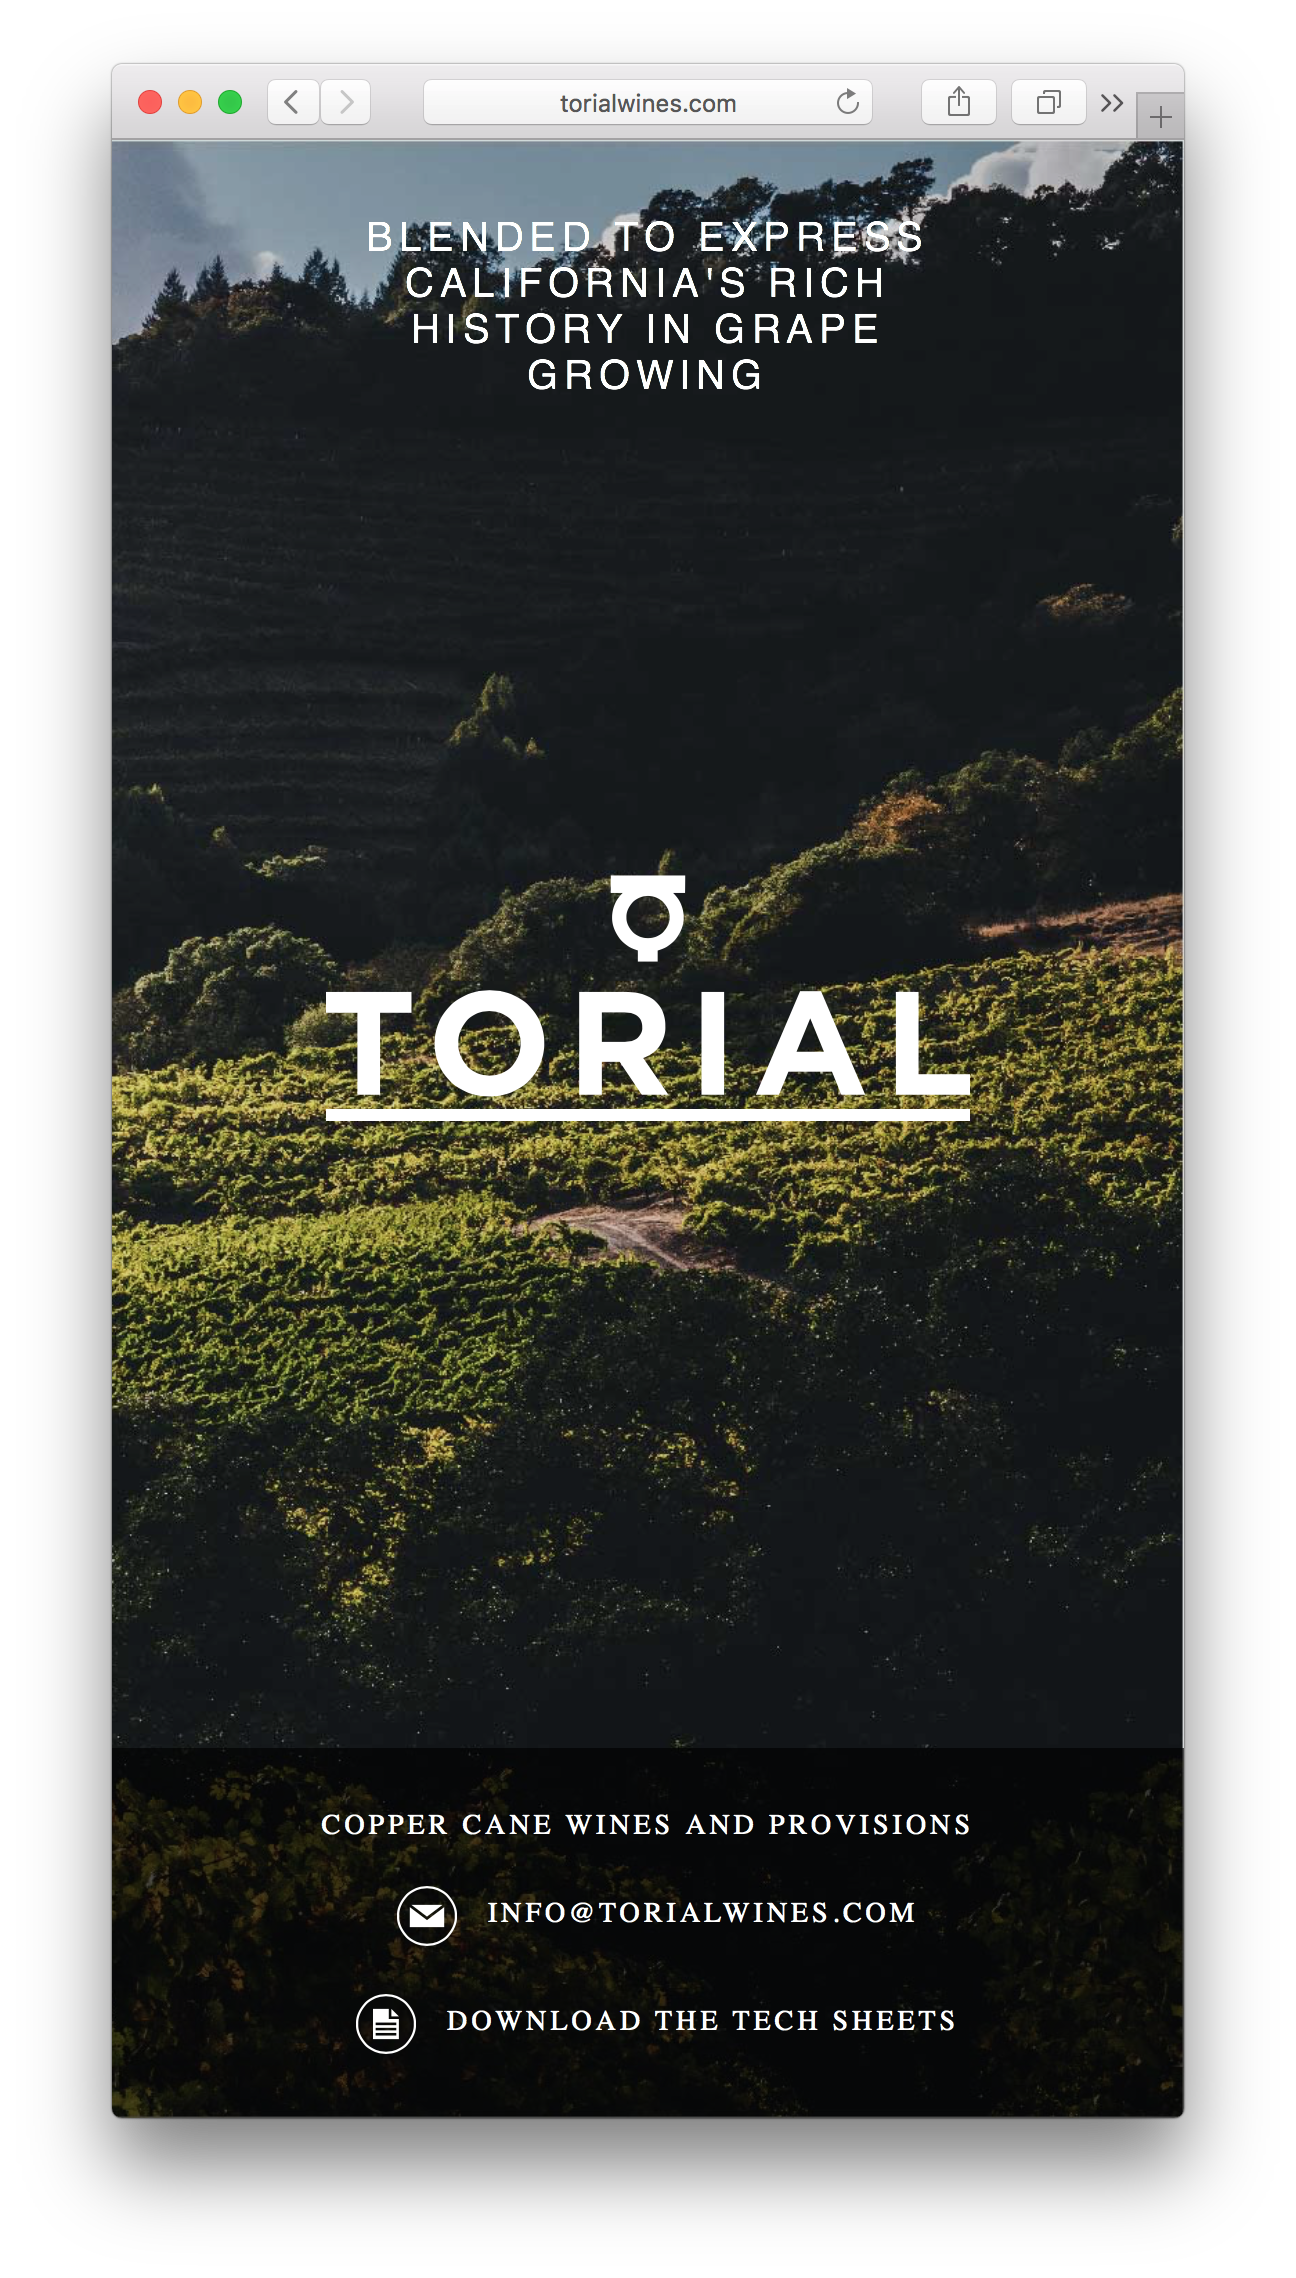 torialwines.com
BLENDED TO EXPRESS
CALIFORNIA'S RICH
HISTORY IN GRAPE
GROWING
TORIAL
COPPER CANE WINES AND PROVISIONS
INFO@TORIALWINES.COM
DOWNLOAD THE TECH SHEETS